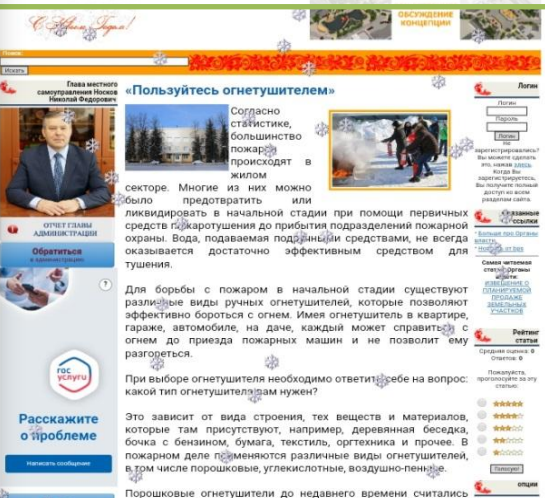 С Новым Годом!
ОБСУЖДЕНИЕ
КОНЦЕПЦИИ
Поиск:
Искать
Глава местного
самоуправления Носков
Николай Федорович
ОТЧЕТ ГЛАВЫ
АДМИНИСТРАЦИИ
Обратиться
в администрацию
?
гос
услуги
Расскажите
о проблеме
Написать сообщение
«Пользуйтесь огнетушителем»
Согласно
статистике,
большинство
пожаров
происходят в
жилом
секторе. Многие из них можно
было предотвратить или
ликвидировать в начальной стадии при помощи первичных
средств пожаротушения до прибытия подразделений пожарной
охраны. Вода, подаваемая подручными средствами, не всегда
оказывается достаточно эффективным средством для
тушения.
Для борьбы с пожаром в начальной стадии существуют
различные виды ручных огнетушителей, которые позволяют
эффективно бороться с огнем. Имея огнетушитель в квартире,
гараже, автомобиле, на даче, каждый может справиться с
огнем до приезда пожарных машин и не позволит ему
разгореться.
При выборе огнетушителя необходимо ответить себе на вопрос:
какой тип огнетушителя вам нужен?
Это зависит от вида строения, тех веществ и материалов,
которые там присутствуют, например, деревянная беседка,
бочка с бензином, бумага, текстиль, оргтехника и прочее. В
пожарном деле применяются различные виды огнетушителей,
в том числе порошковые, углекислотные, воздушно-пенные.
Порошковые огнетушители до недавнего времени считались
Логин
Логин
Пароль
Логин
Не
зарегистрировались?
Вы можете сделать
это, нажав здесь.
Когда Вы
зарегистрируетесь,
Вы получите полный
доступ ко всем
разделам сайта.
Связанные
ссылки
· Больше про Органы
власти.
· Новости от bas
Самая читаемая
статья: Органы
власти:
ИЗВЕЩЕНИЕ О
ПЛАНИРУЕМОЙ
ПРОДАЖЕ
ЗЕМЕЛЬНЫХ
УЧАСТКОВ
Рейтинг
статьи
Средняя оценка: 0
Ответов: 0
Пожалуйста,
проголосуйте за эту
статью:
Голосуй!
опции